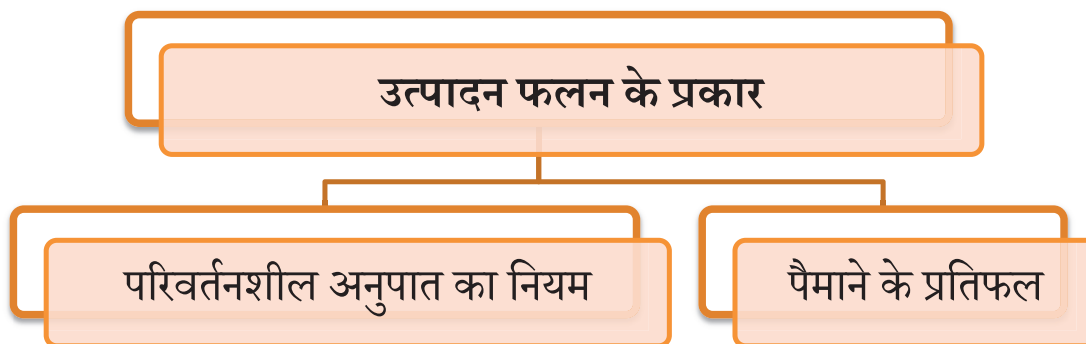 उत्पादन फलन के प्रकार
परिवर्तनशील अनुपात का नियम
पैमाने के प्रतिफल